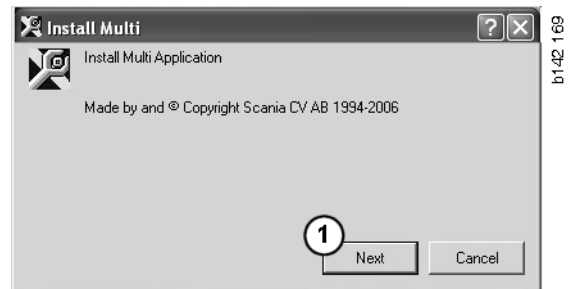 Install Multi
Install Multi Application
Made by and © Copyright Scania CV AB 1994-2006
1
Next
Cancel
b142 169